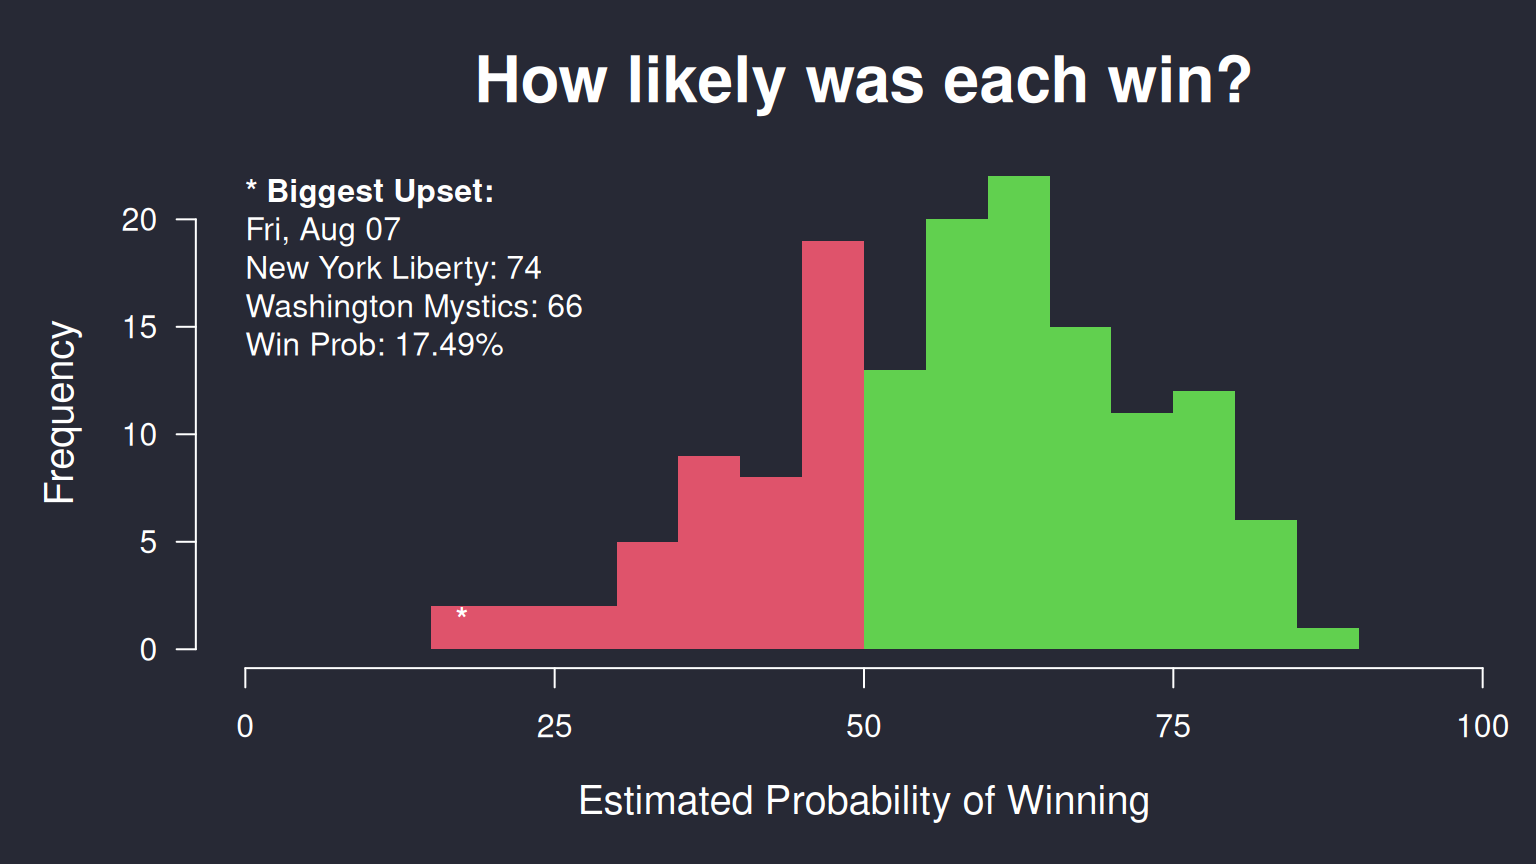 How likely was each win?
* Biggest Upset:
Fri, Aug 07
New York Liberty: 74
Washington Mystics: 66
Win Prob: 17.49%
Frequency
20
15
10
5
0
*
0
25
50
75
100
Estimated Probability of Winning